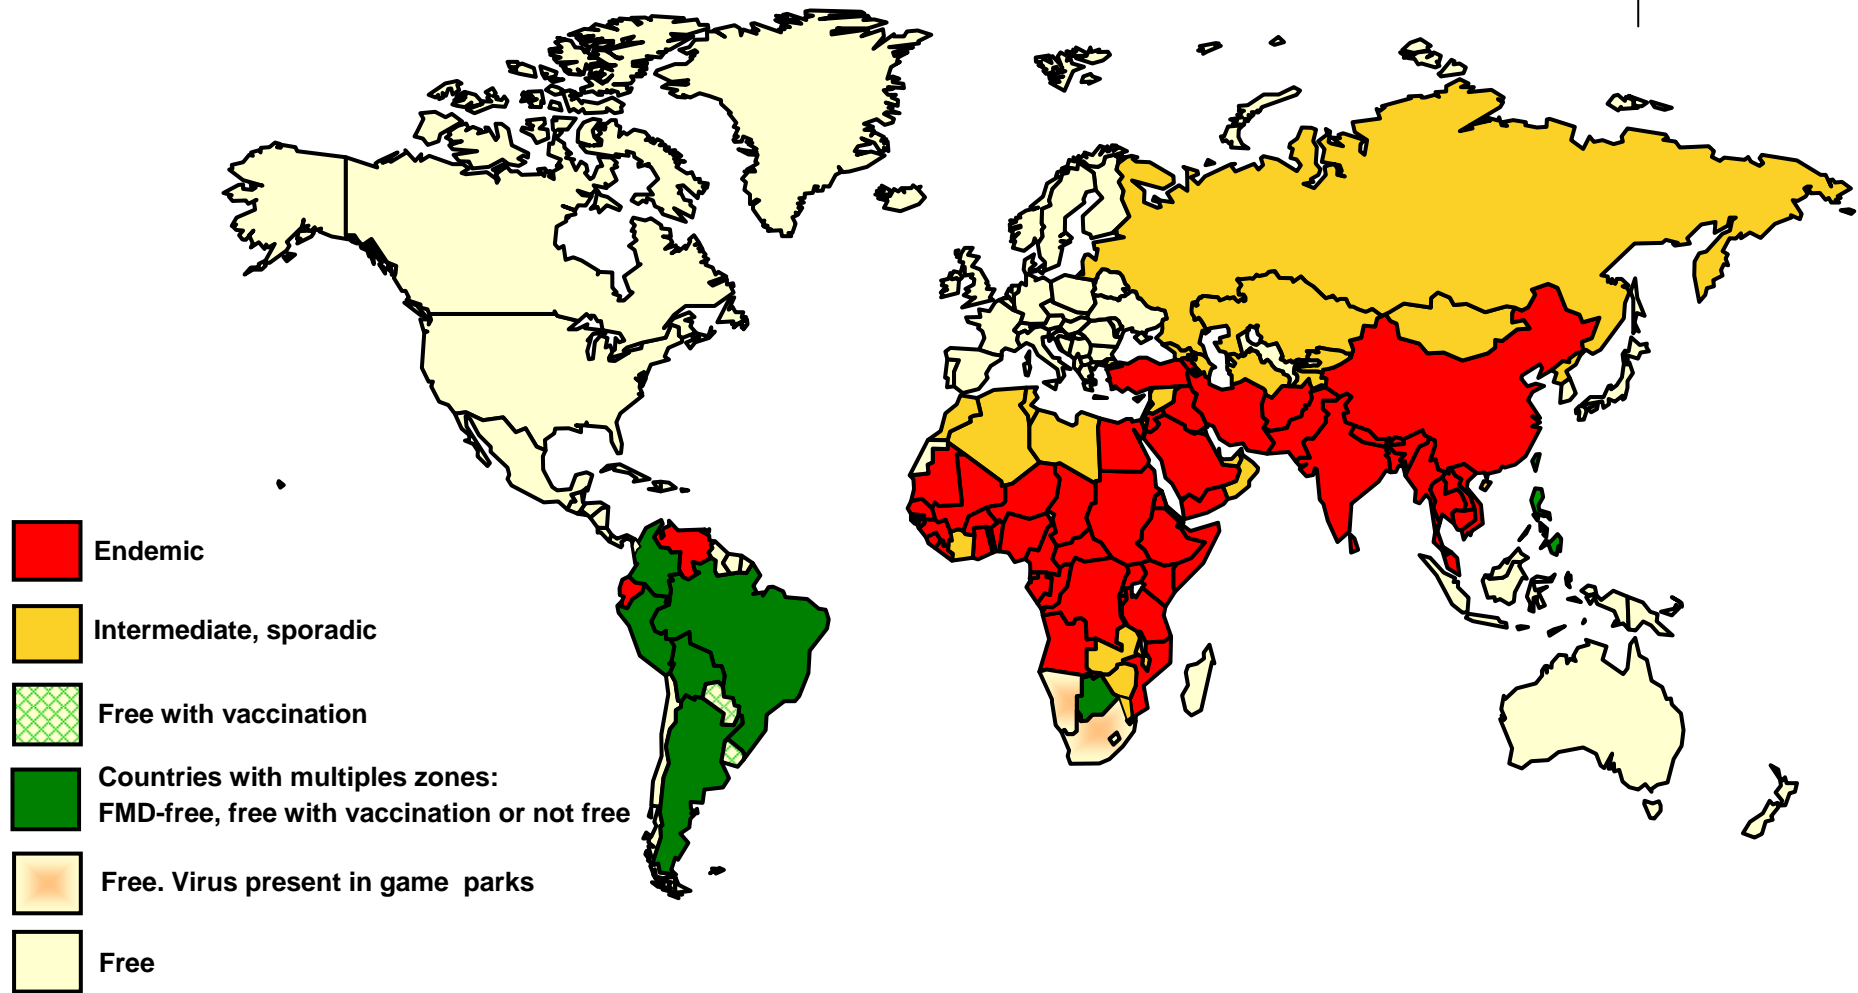 Endemic
Intermediate, sporadic
Free with vaccination
Countries with multiples zones:
FMD-free, free with vaccination or not free
Free. Virus present in game parks
Free